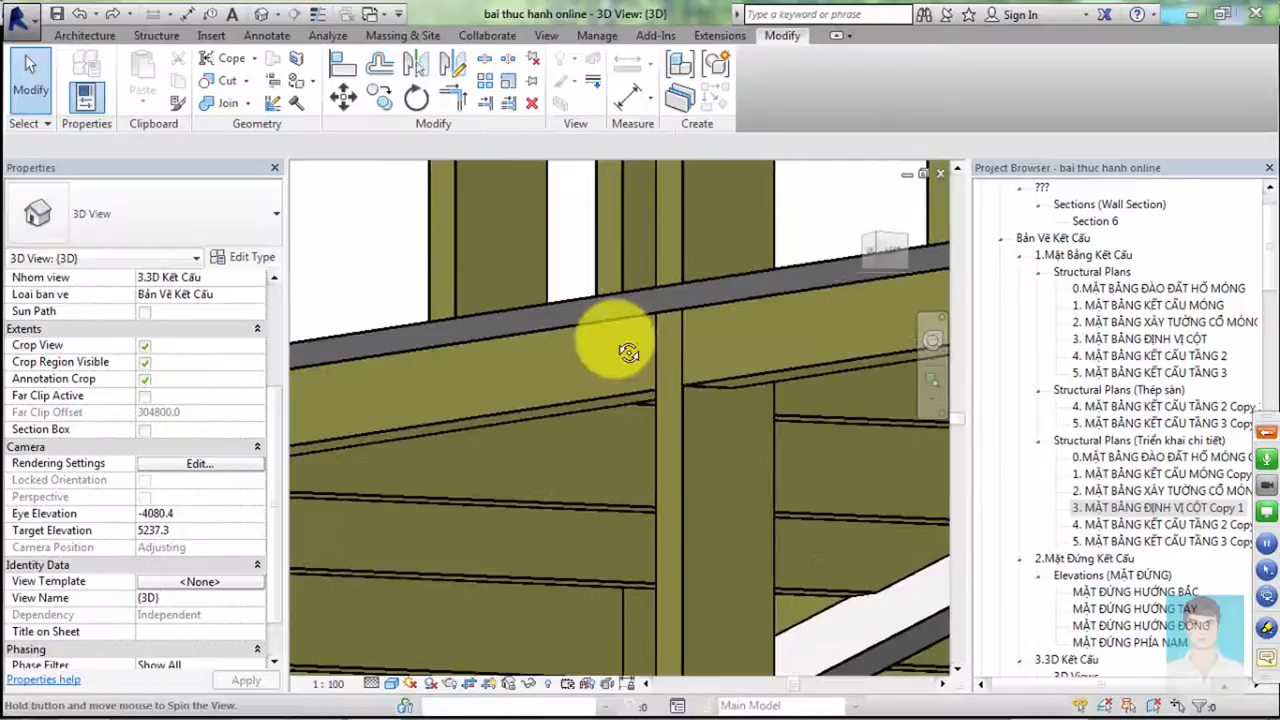 bai thuc hanh online - 3D View: {3D}
Type a keyword or phrase
Sign In
Architecture
Structure
Insert
Annotate
Analyze
Massing & Site
Collaborate
View
Manage
Add-Ins
Extensions
Modify
Modify
Paste
Cope
Cut
Join
Select
Properties
Clipboard
Geometry
Modify
View
Measure
Create
Properties
3D View
3D View: {3D}
Edit Type
Nhom view
3.3D Kết Cấu
Loai ban ve
Bản Vẽ Kết Cấu
Sun Path
Extents
Crop View
Crop Region Visible
Annotation Crop
Far Clip Active
Far Clip Offset
304800.0
Section Box
Camera
Rendering Settings
Edit...
Locked Orientation
Perspective
Eye Elevation
-4080.4
Target Elevation
5237.3
Camera Position
Adjusting
Identity Data
View Template
<None>
View Name
{3D}
Dependency
Independent
Title on Sheet
Phasing
Phase Filter
Show All
Properties help
Apply
1 : 100
Project Browser - bai thuc hanh online
???
Sections (Wall Section)
Section 6
Bản Vẽ Kết Cấu
1.Mặt Bằng Kết Cấu
Structural Plans
0.MẶT BẰNG ĐÀO ĐẤT HỐ MÓNG
1. MẶT BẰNG KẾT CẤU MÓNG
2. MẶT BẰNG XÂY TƯỜNG CỔ MÓNG
3. MẶT BẰNG ĐỊNH VỊ CỘT
4. MẶT BẰNG KẾT CẤU TẦNG 2
5. MẶT BẰNG KẾT CẤU TẦNG 3
Structural Plans (Thép sàn)
4. MẶT BẰNG KẾT CẤU TẦNG 2 Copy
5. MẶT BẰNG KẾT CẤU TẦNG 3 Copy
Structural Plans (Triển khai chi tiết)
0.MẶT BẰNG ĐÀO ĐẤT HỐ MÓNG
1. MẶT BẰNG KẾT CẤU MÓNG Copy
2. MẶT BẰNG XÂY TƯỜNG CỔ MÓN
3. MẶT BẰNG ĐỊNH VỊ CỘT Copy 1
4. MẶT BẰNG KẾT CẤU TẦNG 2 Copy
5. MẶT BẰNG KẾT CẤU TẦNG 3 Copy
2.Mặt Đứng Kết Cấu
Elevations (MẶT ĐỨNG)
MẶT ĐỨNG HƯỚNG BẮC
MẶT ĐỨNG HƯỚNG TÂY
MẶT ĐỨNG HƯỚNG ĐÔNG
MẶT ĐỨNG PHÍA NAM
3.3D Kết Cấu
3D Views
Hold button and move mouse to Spin the View.
:0
Main Model
:0